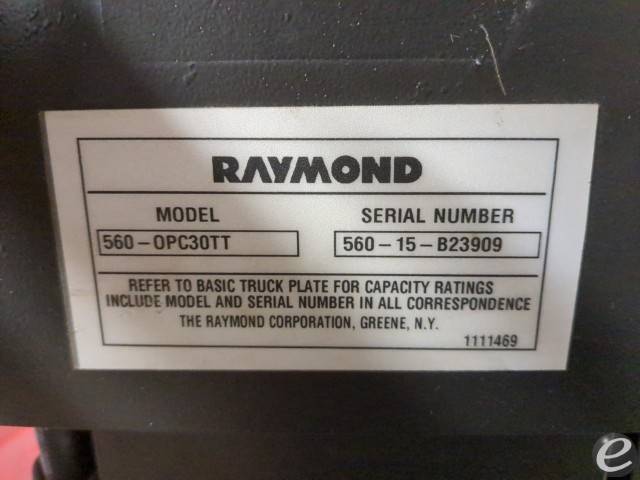 RAYMOND
MODEL SERIAL NUMBER
560-OPC30TT 560-15-B23909
REFER TO BASIC TRUCK PLATE FOR CAPACITY RATINGS
INCLUDE MODEL AND SERIAL NUMBER IN ALL CORRESPONDENCE
THE RAYMOND CORPORATION, GREENE, N.Y.
1111469
e